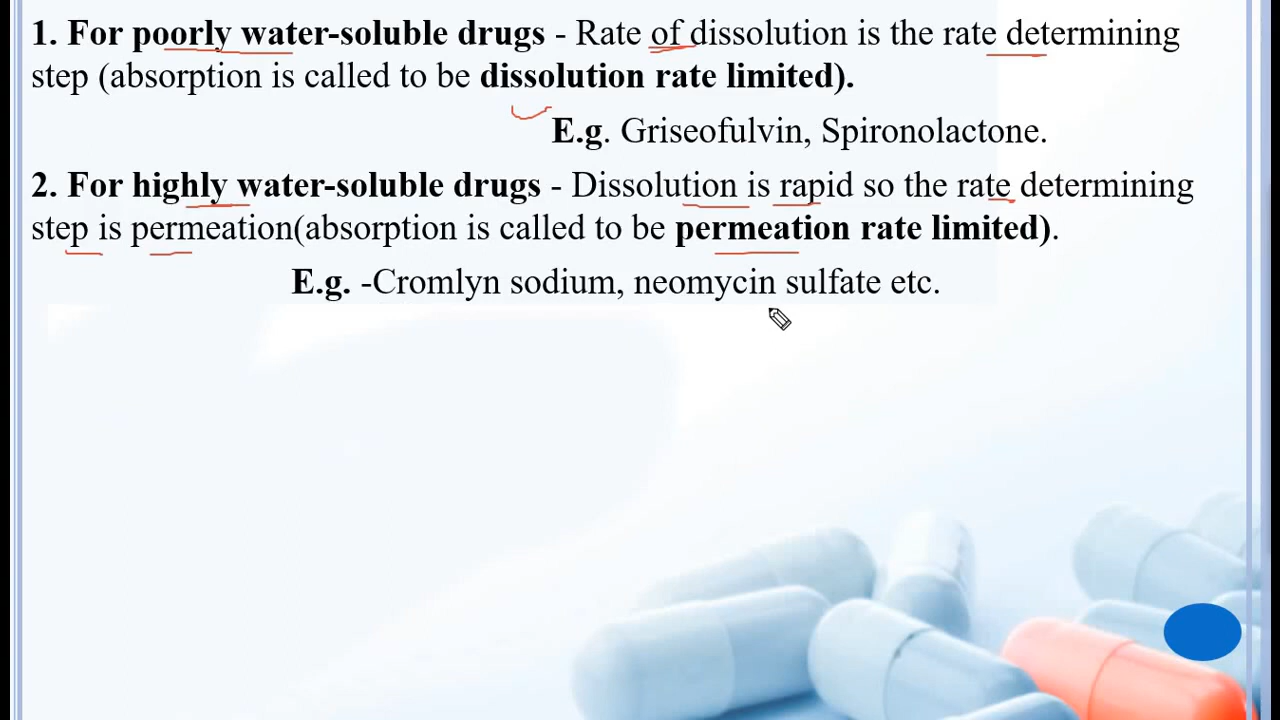 1. For poorly water-soluble drugs - Rate of dissolution is the rate determining
step (absorption is called to be dissolution rate limited).
E.g. Griseofulvin, Spironolactone.
2. For highly water-soluble drugs - Dissolution is rapid so the rate determining
step is permeation(absorption is called to be permeation rate limited).
E.g. -Cromlyn sodium, neomycin sulfate etc.